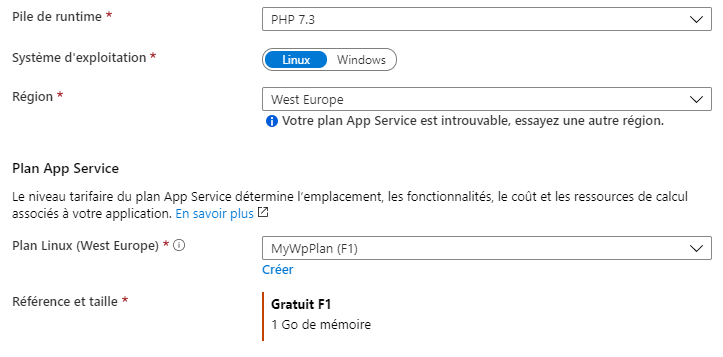 Pile de runtime *
PHP 7.3
Système d'exploitation *
Linux Windows
Région *
West Europe
Votre plan App Service est introuvable, essayez une autre région.
Plan App Service
Le niveau tarifaire du plan App Service détermine l'emplacement, les fonctionnalités, le coût et les ressources de calcul
associés à votre application. En savoir plus
Plan Linux (West Europe) *
MyWpPlan (F1)
Créer
Référence et taille *
Gratuit F1
1 Go de mémoire